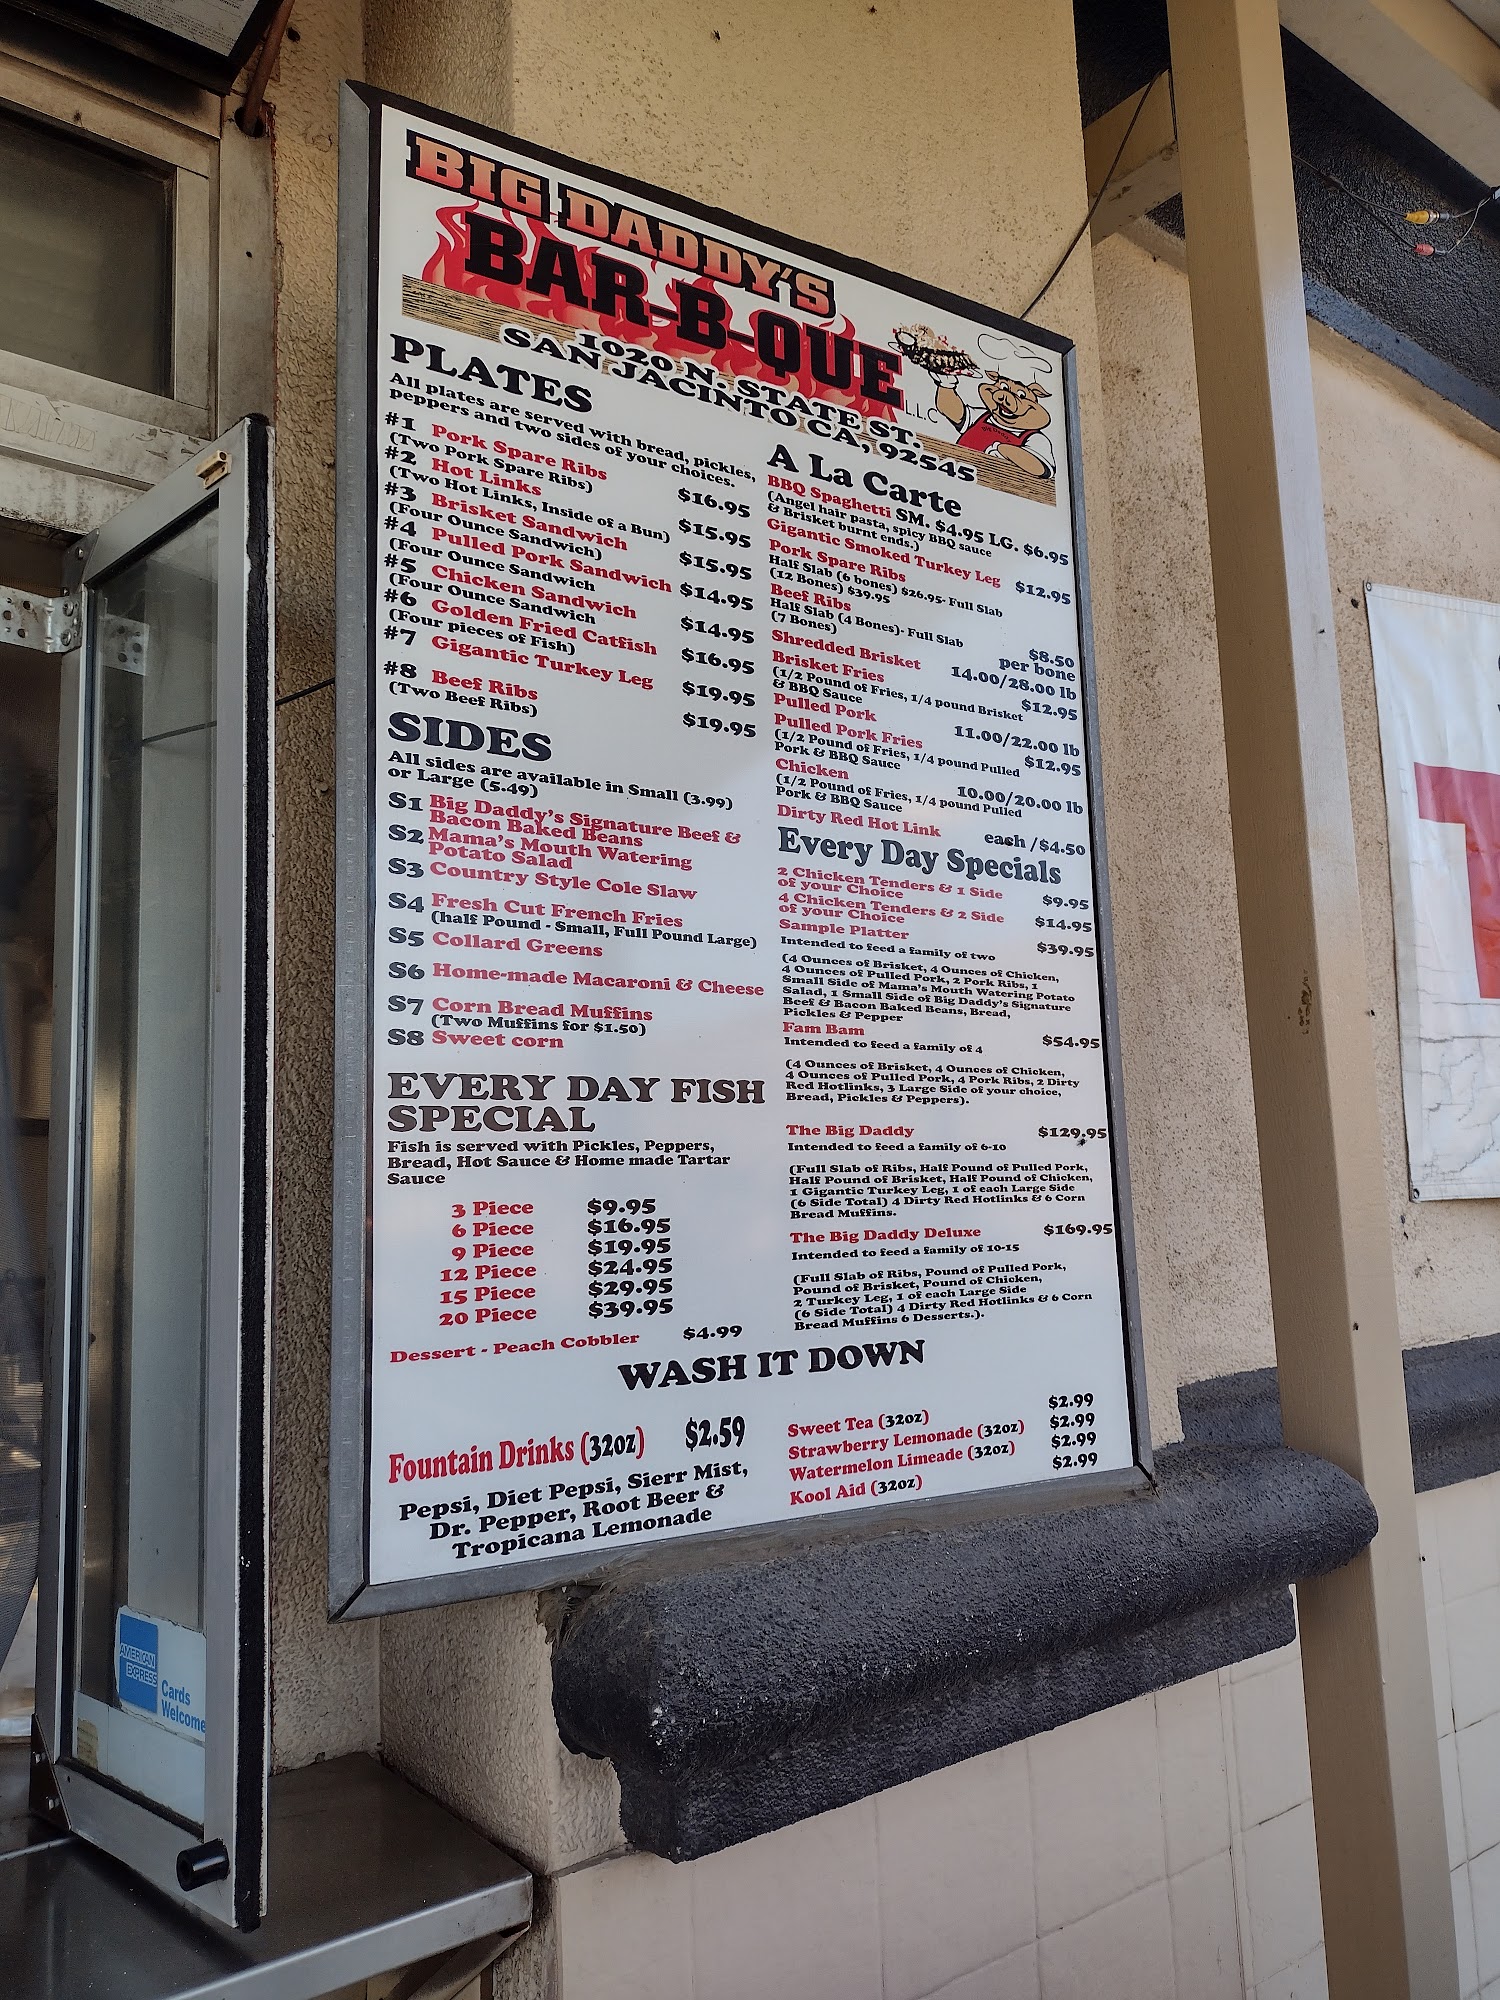 BIG DADDY'S
BAR-B-QUE
L.L.C
1020 N. STATE ST.
SAN JACINTO CA, 92545
PLATES
All plates are served with bread, pickles,
peppers and two sides of your choices.
#1 Pork Spare Ribs $16.95
(Two Pork Spare Ribs)
#2 Hot Links $15.95
(Two Hot Links, Inside of a Bun)
#3 Brisket Sandwich $15.95
(Four Ounce Sandwich)
#4 Pulled Pork Sandwich $14.95
(Four Ounce Sandwich
#5 Chicken Sandwich $14.95
(Four Ounce Sandwich
#6 Golden Fried Catfish $16.95
(Four pieces of Fish)
#7 Gigantic Turkey Leg $19.95
#8 Beef Ribs $19.95
(Two Beef Ribs)
SIDES
All sides are available in Small (3.99)
or Large (5.49)
S1 Big Daddy's Signature Beef &
Bacon Baked Beans
S2 Mama's Mouth Watering
Potato Salad
S3 Country Style Cole Slaw
S4 Fresh Cut French Fries
(half Pound - Small, Full Pound Large)
S5 Collard Greens
S6 Home-made Macaroni & Cheese
S7 Corn Bread Muffins
(Two Muffins for $1.50)
S8 Sweet corn
EVERY DAY FISH
SPECIAL
Fish is served with Pickles, Peppers,
Bread, Hot Sauce & Home made Tartar
Sauce
3 Piece $9.95
6 Piece $16.95
9 Piece $19.95
12 Piece $24.95
15 Piece $29.95
20 Piece $39.95
Dessert - Peach Cobbler $4.99
A La Carte
BBQ Spaghetti SM. $4.95 LG. $6.95
(Angel hair pasta, spicy BBQ sauce
& Brisket burnt ends.)
Gigantic Smoked Turkey Leg $12.95
Pork Spare Ribs
Half Slab (6 bones) $26.95- Full Slab
(12 Bones) $39.95
Beef Ribs
Half Slab (4 Bones)- Full Slab
(7 Bones) $8.50
per bone
Shredded Brisket 14.00/28.00 lb
Brisket Fries $12.95
(1/2 Pound of Fries, 1/4 pound Brisket
& BBQ Sauce
Pulled Pork 11.00/22.00 lb
Pulled Pork Fries $12.95
(1/2 Pound of Fries, 1/4 pound Pulled
Pork & BBQ Sauce
Chicken 10.00/20.00 lb
(1/2 Pound of Fries, 1/4 pound Pulled
Pork & BBQ Sauce
Dirty Red Hot Link each /$4.50
Every Day Specials
2 Chicken Tenders & 1 Side
of your Choice $9.95
4 Chicken Tenders & 2 Side
of your Choice $14.95
Sample Platter $39.95
Intended to feed a family of two
(4 Ounces of Brisket, 4 Ounces of Chicken,
4 Ounces of Pulled Pork, 2 Pork Ribs, 1
Small Side of Mama's Mouth Watering Potato
Salad, 1 Small Side of Big Daddy's Signature
Beef & Bacon Baked Beans, Bread,
Pickles & Pepper
Fam Bam $54.95
Intended to feed a family of 4
(4 Ounces of Brisket, 4 Ounces of Chicken,
4 Ounces of Pulled Pork, 4 Pork Ribs, 2 Dirty
Red Hotlinks, 3 Large Side of your choice,
Bread, Pickles & Peppers).
The Big Daddy $129.95
Intended to feed a family of 6-10
(Full Slab of Ribs, Half Pound of Pulled Pork,
Half Pound of Brisket, Half Pound of Chicken,
1 Gigantic Turkey Leg, 1 of each Large Side
(6 Side Total) 4 Dirty Red Hotlinks & 6 Corn
Bread Muffins.
The Big Daddy Deluxe $169.95
Intended to feed a family of 10-15
(Full Slab of Ribs, Pound of Pulled Pork,
Pound of Brisket, Pound of Chicken,
2 Turkey Leg, 1 of each Large Side
(6 Side Total) 4 Dirty Red Hotlinks & 6 Corn
Bread Muffins 6 Desserts.).
WASH IT DOWN
Fountain Drinks (32oz) $2.59
Pepsi, Diet Pepsi, Sierr Mist,
Dr. Pepper, Root Beer &
Tropicana Lemonade
Sweet Tea (32oz) $2.99
Strawberry Lemonade (32oz) $2.99
Watermelon Limeade (32oz) $2.99
Kool Aid (32oz) $2.99
AMERICAN
EXPRESS
Cards
Welcome